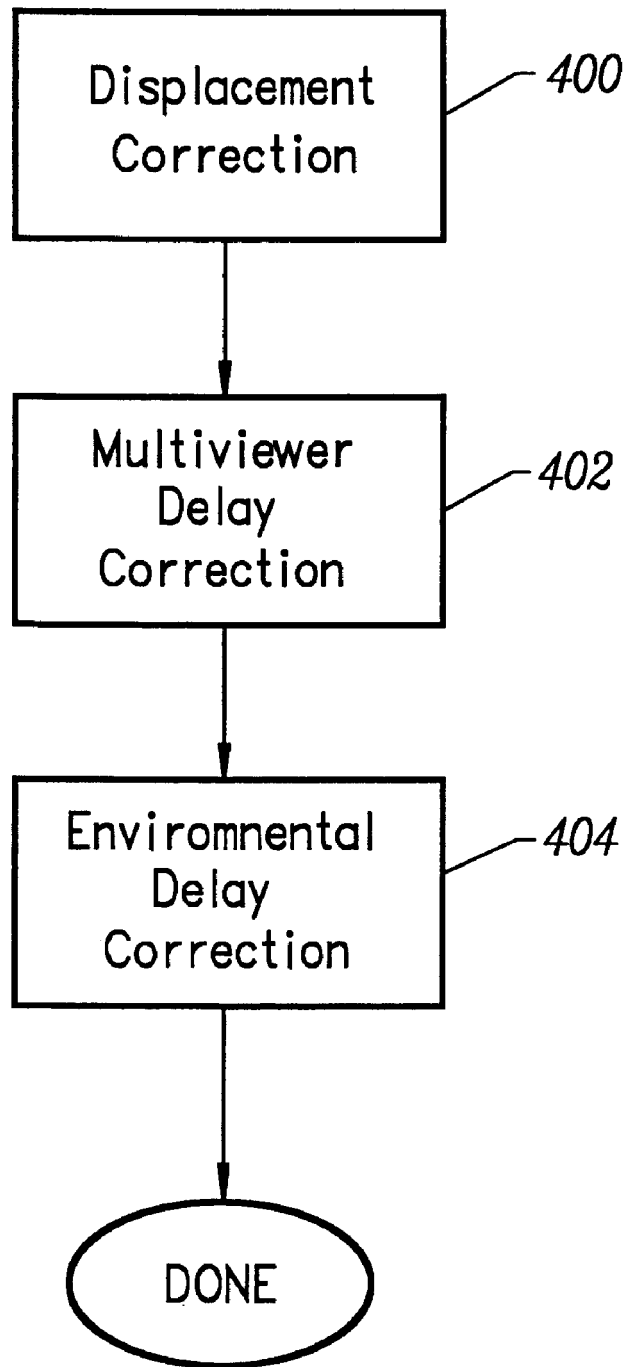 Displacement
Correction
400
Multiviewer
Delay
Correction
402
Enviromnental
Delay
Correction
404
DONE